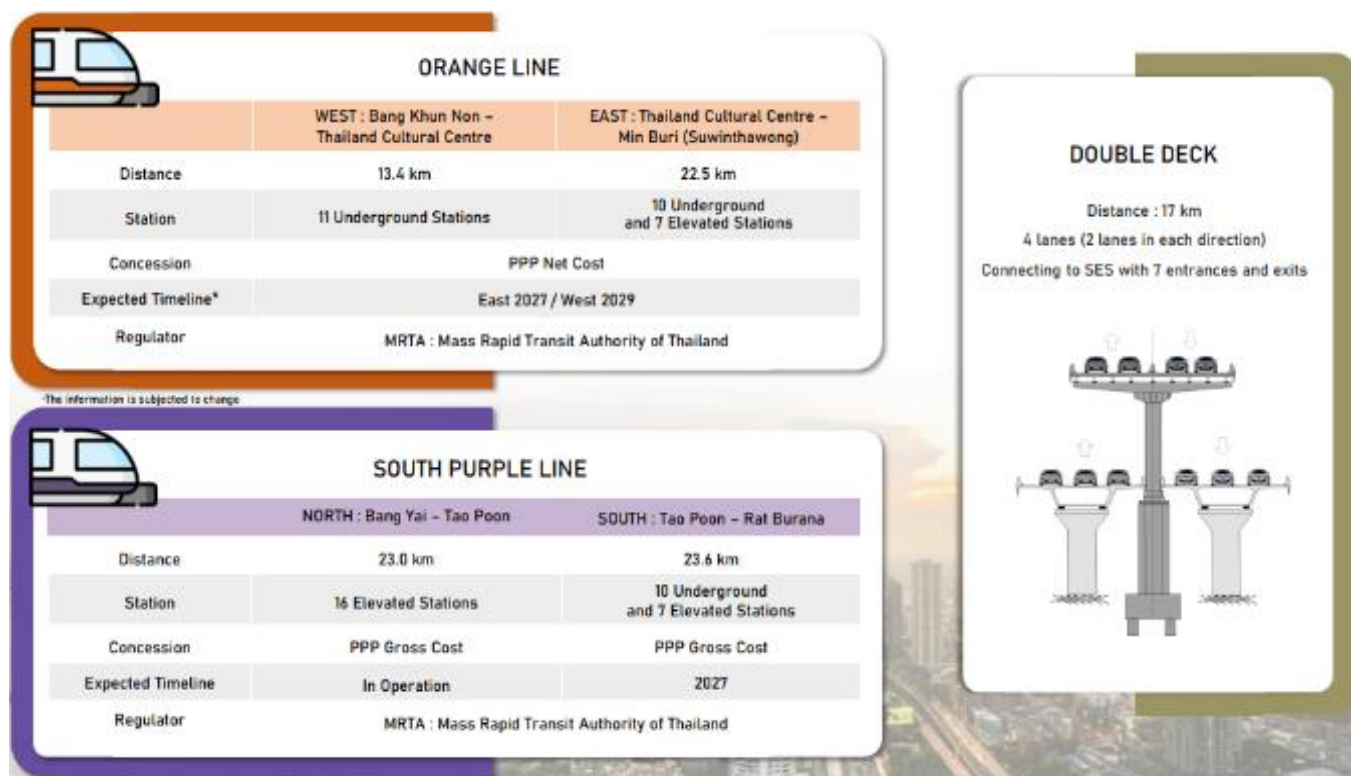 ORANGE LINE
WEST : Bang Khun Non –
Thailand Cultural Centre
EAST : Thailand Cultural Centre –
Min Buri (Suwinthawong)
Distance
13.4 km
22.5 km
Station
11 Underground Stations
10 Underground
and 7 Elevated Stations
Concession
PPP Net Cost
Expected Timeline*
East 2027 / West 2029
Regulator
MRTA : Mass Rapid Transit Authority of Thailand
*The information is subjected to change
SOUTH PURPLE LINE
NORTH : Bang Yai – Tao Poon
SOUTH : Tao Poon – Rat Burana
Distance
23.0 km
23.6 km
Station
16 Elevated Stations
10 Underground
and 7 Elevated Stations
Concession
PPP Gross Cost
PPP Gross Cost
Expected Timeline
In Operation
2027
Regulator
MRTA : Mass Rapid Transit Authority of Thailand
DOUBLE DECK
Distance : 17 km
4 lanes (2 lanes in each direction)
Connecting to SES with 7 entrances and exits